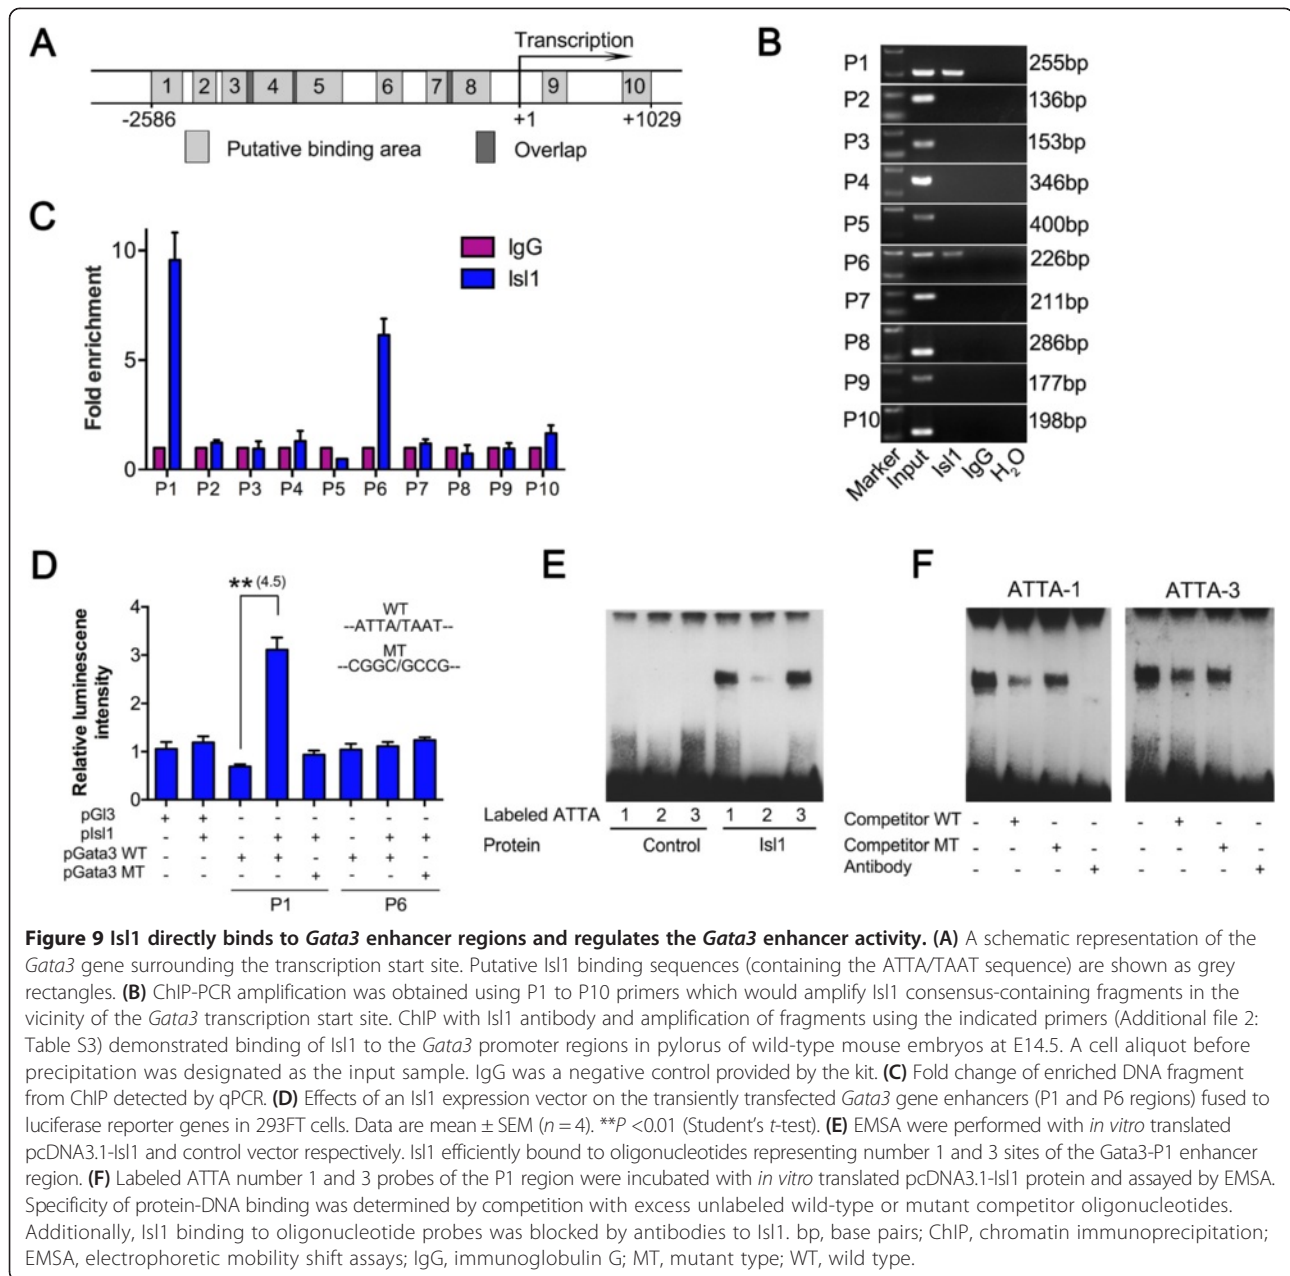 A
Transcription
1 2 3 4 5 6 7 8 9 10
-2586 +1 +1029
Putative binding area Overlap
B
P1 255bp
P2 136bp
P3 153bp
P4 346bp
P5 400bp
P6 226bp
P7 211bp
P8 286bp
P9 177bp
P10 198bp
Marker Input Isl1 IgG H2O
C
Fold enrichment
10
5
0
IgG
Isl1
P1 P2 P3 P4 P5 P6 P7 P8 P9 P10
D
Relative luminescene
intensity
4
3
2
1
0
** (4.5)
WT
--ATTA/TAAT--
MT
--CGGC/GCCG--
pGl3 + + - - - - - -
pIsl1 - + - + + - + +
pGata3 WT - - + + - + + -
pGata3 MT - - - - + - - +
P1 P6
E
Labeled ATTA 1 2 3 1 2 3
Protein Control Isl1
F
ATTA-1 ATTA-3
Competitor WT - + - - - + - -
Competitor MT - - + - - - + -
Antibody - - - + - - - +
Figure 9 Isl1 directly binds to Gata3 enhancer regions and regulates the Gata3 enhancer activity. (A) A schematic representation of the
Gata3 gene surrounding the transcription start site. Putative Isl1 binding sequences (containing the ATTA/TAAT sequence) are shown as grey
rectangles. (B) ChIP-PCR amplification was obtained using P1 to P10 primers which would amplify Isl1 consensus-containing fragments in the
vicinity of the Gata3 transcription start site. ChIP with Isl1 antibody and amplification of fragments using the indicated primers (Additional file 2:
Table S3) demonstrated binding of Isl1 to the Gata3 promoter regions in pylorus of wild-type mouse embryos at E14.5. A cell aliquot before
precipitation was designated as the input sample. IgG was a negative control provided by the kit. (C) Fold change of enriched DNA fragment
from ChIP detected by qPCR. (D) Effects of an Isl1 expression vector on the transiently transfected Gata3 gene enhancers (P1 and P6 regions) fused to
luciferase reporter genes in 293FT cells. Data are mean ± SEM (n = 4). **P <0.01 (Student's t-test). (E) EMSA were performed with in vitro translated
pcDNA3.1-Isl1 and control vector respectively. Isl1 efficiently bound to oligonucleotides representing number 1 and 3 sites of the Gata3-P1 enhancer
region. (F) Labeled ATTA number 1 and 3 probes of the P1 region were incubated with in vitro translated pcDNA3.1-Isl1 protein and assayed by EMSA.
Specificity of protein-DNA binding was determined by competition with excess unlabeled wild-type or mutant competitor oligonucleotides.
Additionally, Isl1 binding to oligonucleotide probes was blocked by antibodies to Isl1. bp, base pairs; ChIP, chromatin immunoprecipitation;
EMSA, electrophoretic mobility shift assays; IgG, immunoglobulin G; MT, mutant type; WT, wild type.